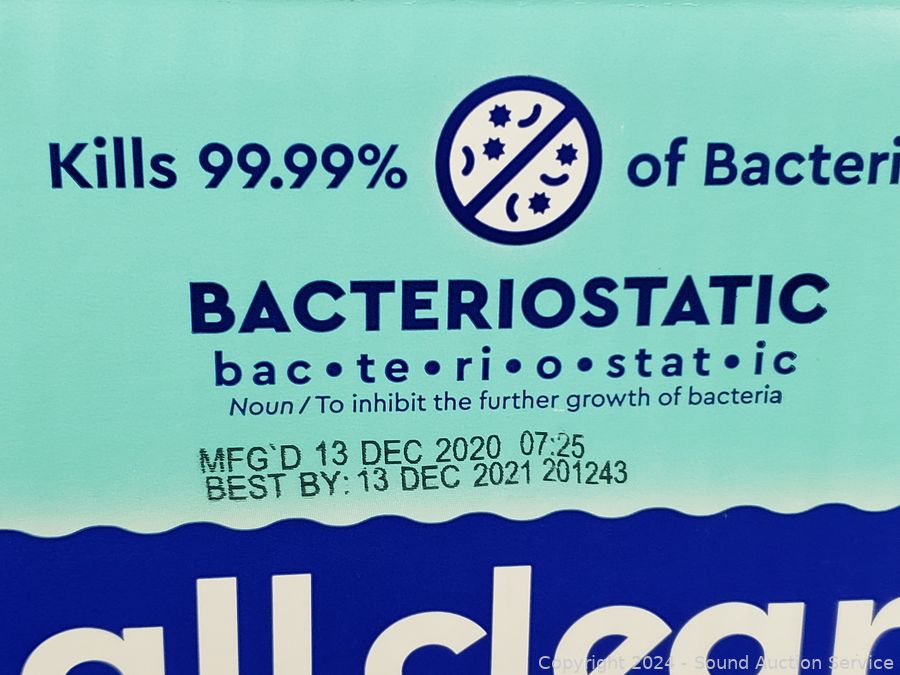 Kills 99.99% of Bacteri
BACTERIOSTATIC
bac•te•ri•o•stat•ic
Noun / To inhibit the further growth of bacteria
MFG`D 13 DEC 2020 07:25
BEST BY: 13 DEC 2021 201243
all clean
Copyright 2024 - Sound Auction Service